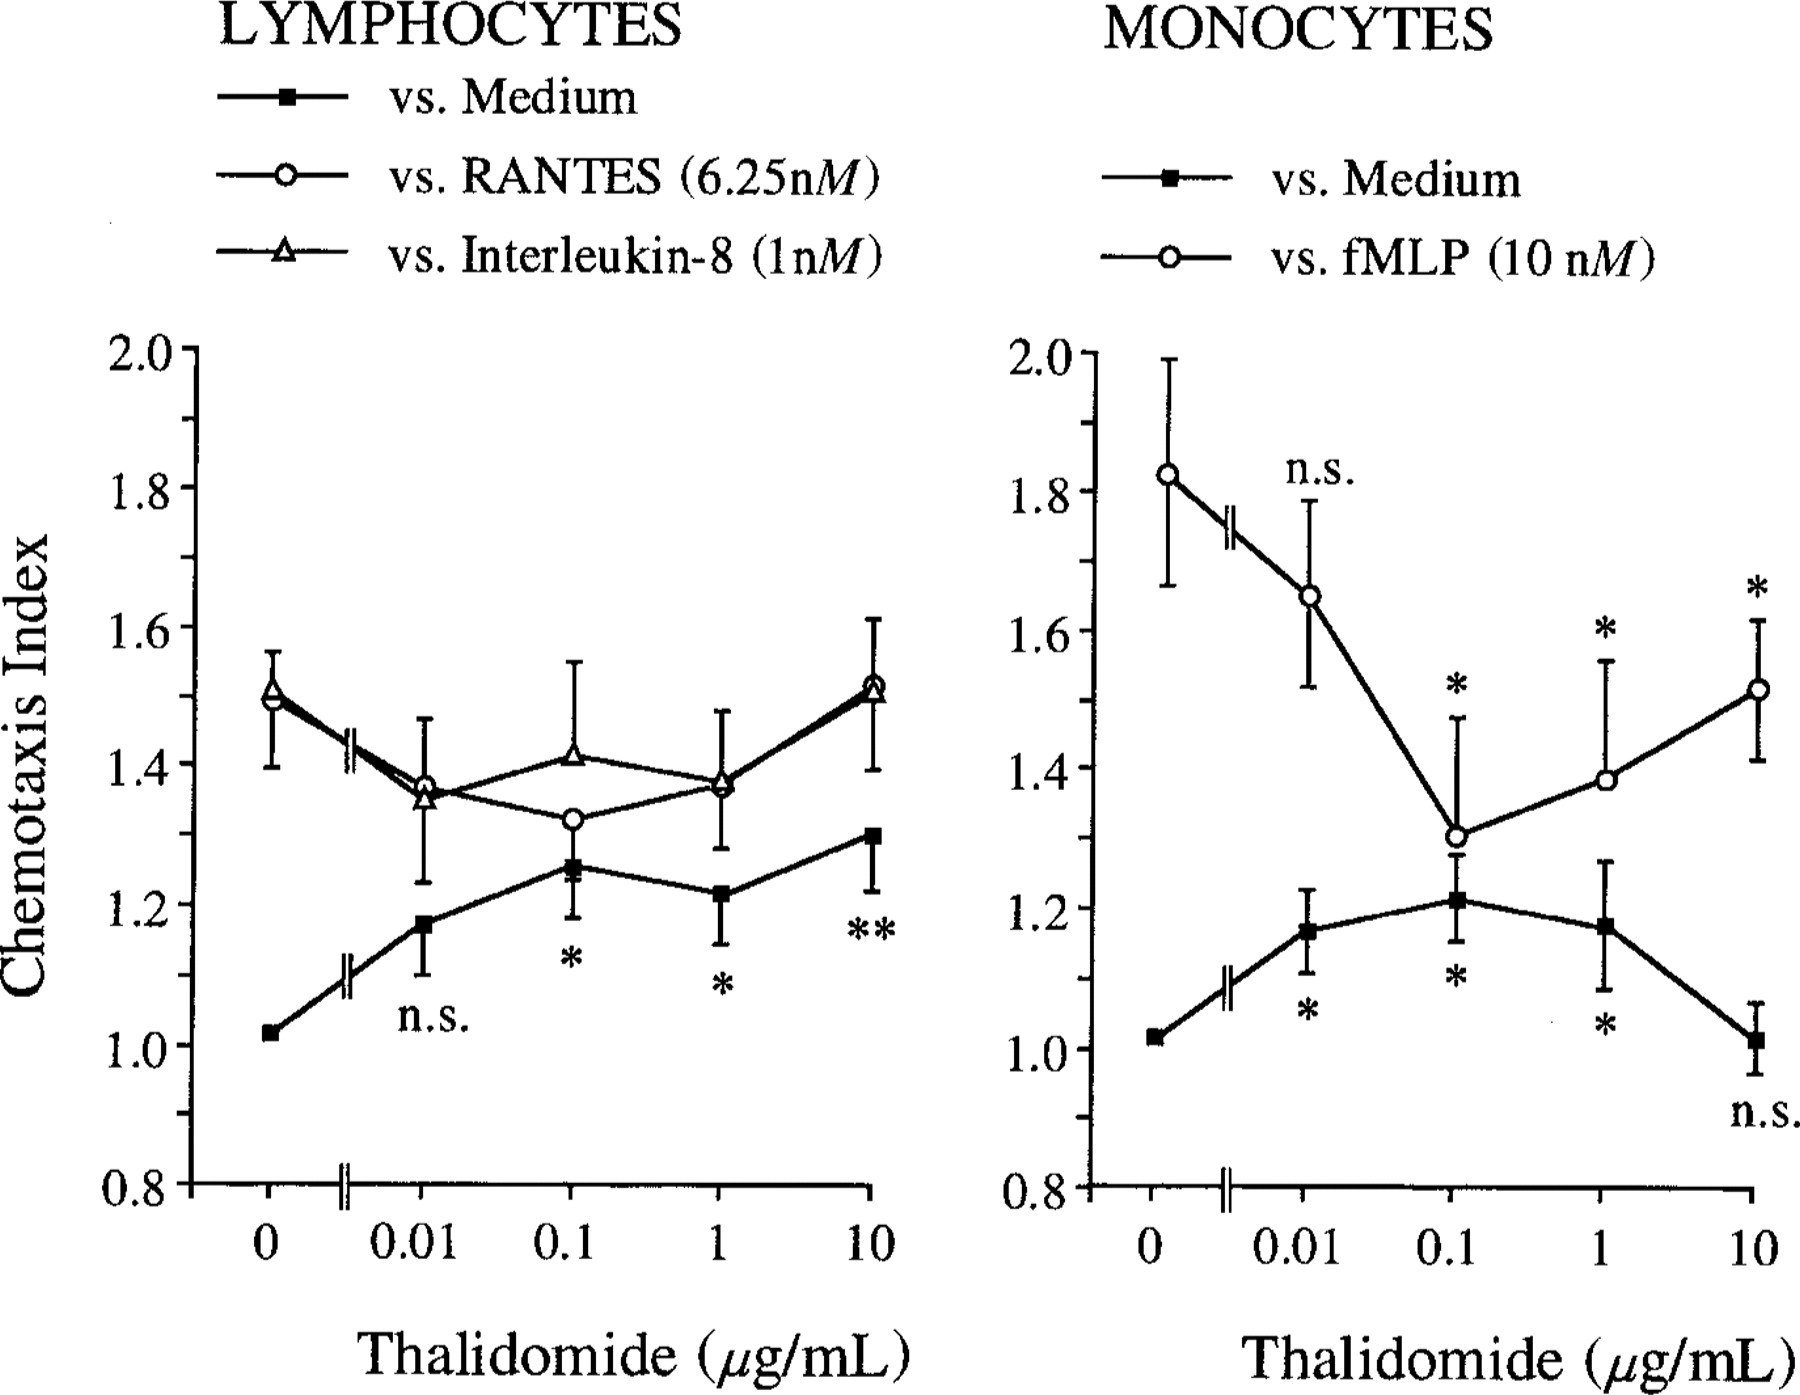 LYMPHOCYTES
vs. Medium
vs. RANTES (6.25nM)
vs. Interleukin-8 (1nM)
MONOCYTES
vs. Medium
vs. fMLP (10 nM)
Chemotaxis Index
2.0
1.8
1.6
1.4
1.2
1.0
0.8
n.s.
*
*
**
0 0.01 0.1 1 10
Thalidomide (μg/mL)
2.0
1.8
1.6
1.4
1.2
1.0
0.8
n.s.
*
*
*
*
*
*
n.s.
0 0.01 0.1 1 10
Thalidomide (μg/mL)